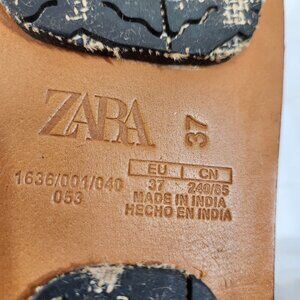 ZARA
37
1636/001/040
053
EU CN
37 240/85
MADE IN INDIA
HECHO EN INDIA